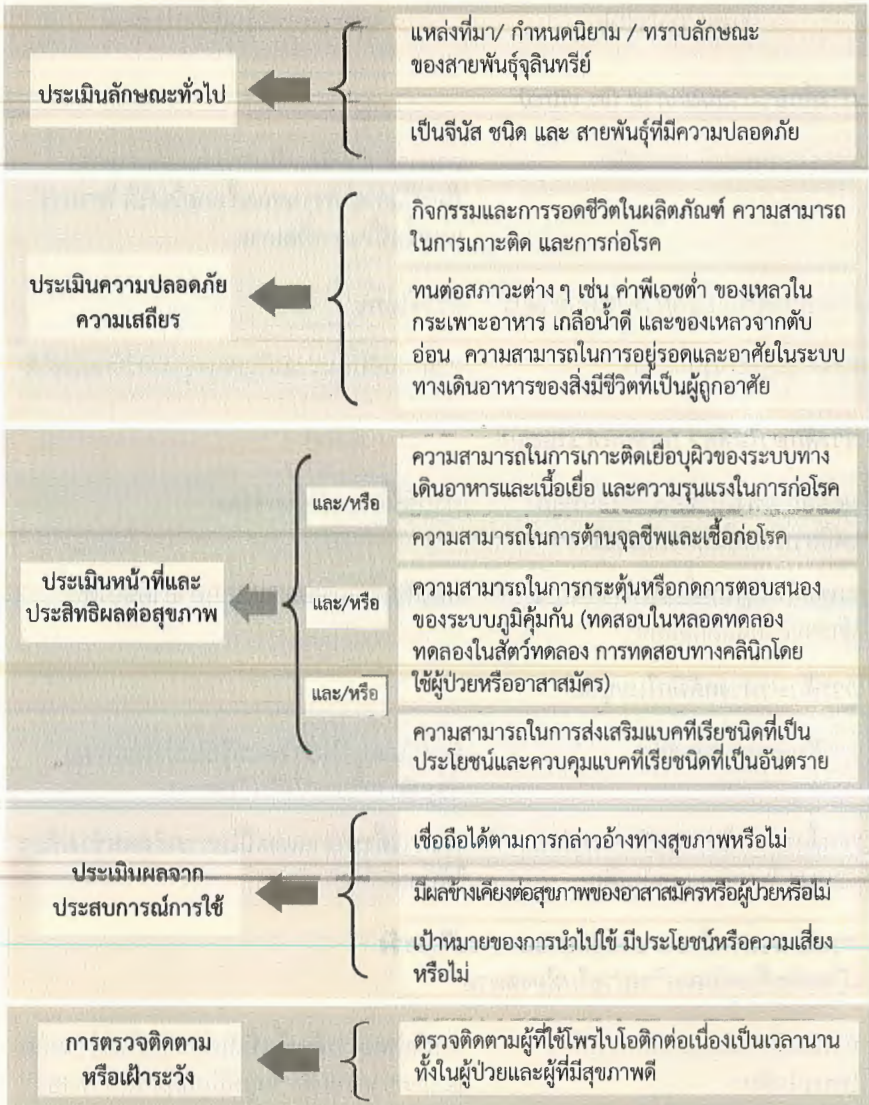 แหล่งที่มา/ กำหนดนิยาม / ทราบลักษณะ
ของสายพันธุ์จุลินทรีย์
ประเมินลักษณะทั่วไป
เป็นจีนัส ชนิด และ สายพันธุ์ที่มีความปลอดภัย
กิจกรรมและการรอดชีวิตในผลิตภัณฑ์ ความสามารถ
ในการเกาะติด และการก่อโรค
ประเมินความปลอดภัย
ความเสถียร
ทนต่อสภาวะต่าง ๆ เช่น ค่าพีเอชต่ำ ของเหลวใน
กระเพาะอาหาร เกลือน้ำดี และของเหลวจากตับ
อ่อน ความสามารถในการอยู่รอดและอาศัยในระบบ
ทางเดินอาหารของสิ่งมีชีวิตที่เป็นผู้ถูกอาศัย
ความสามารถในการเกาะติดเยื่อบุผิวของระบบทาง
เดินอาหารและเนื้อเยื่อ และความรุนแรงในการก่อโรค
และ/หรือ
ความสามารถในการต้านจุลชีพและเชื้อก่อโรค
ประเมินหน้าที่และ
ประสิทธิผลต่อสุขภาพ
และ/หรือ
ความสามารถในการกระตุ้นหรือกดการตอบสนอง
ของระบบภูมิคุ้มกัน (ทดสอบในหลอดทดลอง
ทดลองในสัตว์ทดลอง การทดสอบทางคลินิกโดย
ใช้ผู้ป่วยหรืออาสาสมัคร)
และ/หรือ
ความสามารถในการส่งเสริมแบคทีเรียชนิดที่เป็น
ประโยชน์และควบคุมแบคทีเรียชนิดที่เป็นอันตราย
เชื่อถือได้ตามการกล่าวอ้างทางสุขภาพหรือไม่
ประเมินผลจาก
ประสบการณ์การใช้
มีผลข้างเคียงต่อสุขภาพของอาสาสมัครหรือผู้ป่วยหรือไม่
เป้าหมายของการนำไปใช้ มีประโยชน์หรือความเสี่ยง
หรือไม่
การตรวจติดตาม
หรือเฝ้าระวัง
ตรวจติดตามผู้ที่ใช้โพรไบโอติกต่อเนื่องเป็นเวลานาน
ทั้งในผู้ป่วยและผู้ที่มีสุขภาพดี